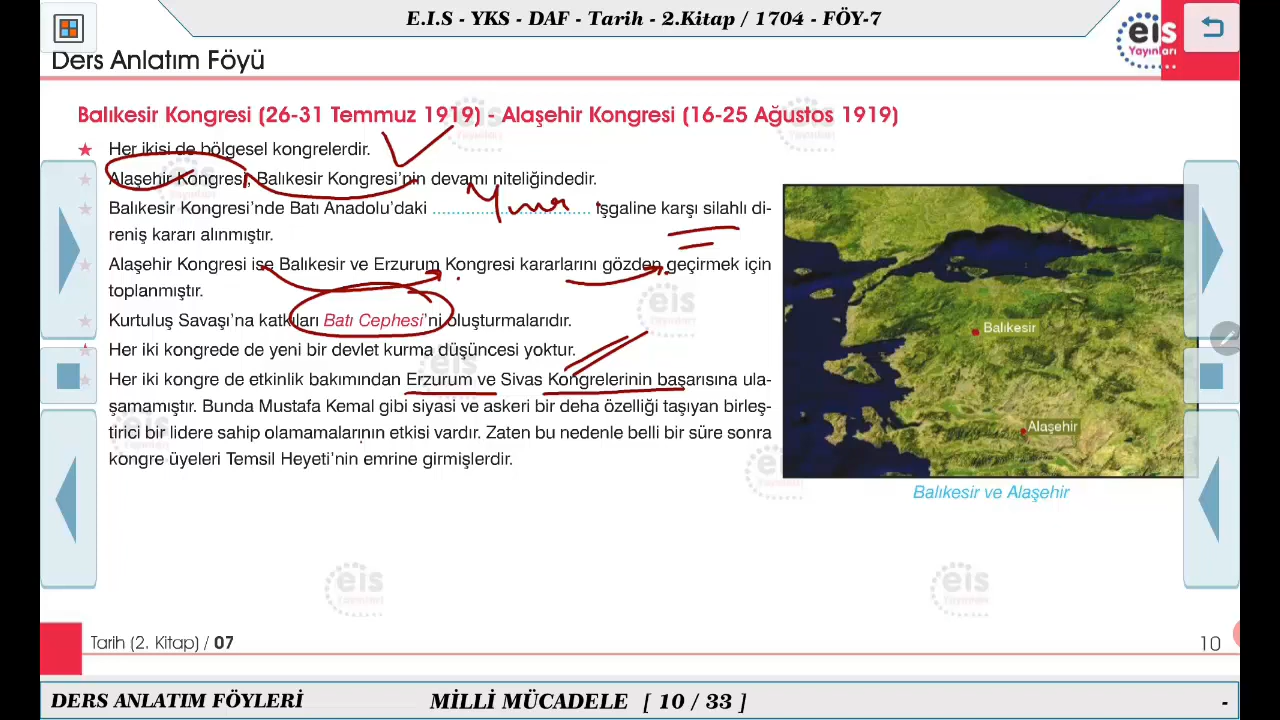 E.I.S - YKS - DAF - Tarih - 2.Kitap / 1704 - FÖY-7
eis
Yayınları
Ders Anlatım Föyü
Balıkesir Kongresi (26-31 Temmuz 1919) - Alaşehir Kongresi (16-25 Ağustos 1919)
Her ikisi de bölgesel kongrelerdir.
Alaşehir Kongresi, Balıkesir Kongresi'nin devamı niteliğindedir.
Balıkesir Kongresi'nde Batı Anadolu'daki Yunan işgaline karşı silahlı di-
reniş kararı alınmıştır.
Alaşehir Kongresi ise Balıkesir ve Erzurum Kongresi kararlarını gözden geçirmek için
toplanmıştır.
Kurtuluş Savaşı'na katkıları Batı Cephesi'ni oluşturmalarıdır.
Her iki kongrede de yeni bir devlet kurma düşüncesi yoktur.
Her iki kongre de etkinlik bakımından Erzurum ve Sivas Kongrelerinin başarısına ula-
şamamıştır. Bunda Mustafa Kemal gibi siyasi ve askeri bir deha özelliği taşıyan birleş-
tirici bir lidere sahip olamamalarının etkisi vardır. Zaten bu nedenle belli bir süre sonra
kongre üyeleri Temsil Heyeti'nin emrine girmişlerdir.
Balıkesir
Alaşehir
Balıkesir ve Alaşehir
Tarih (2. Kitap) / 07
10
DERS ANLATIM FÖYLERİ
MİLLİ MÜCADELE [ 10 / 33 ]
-